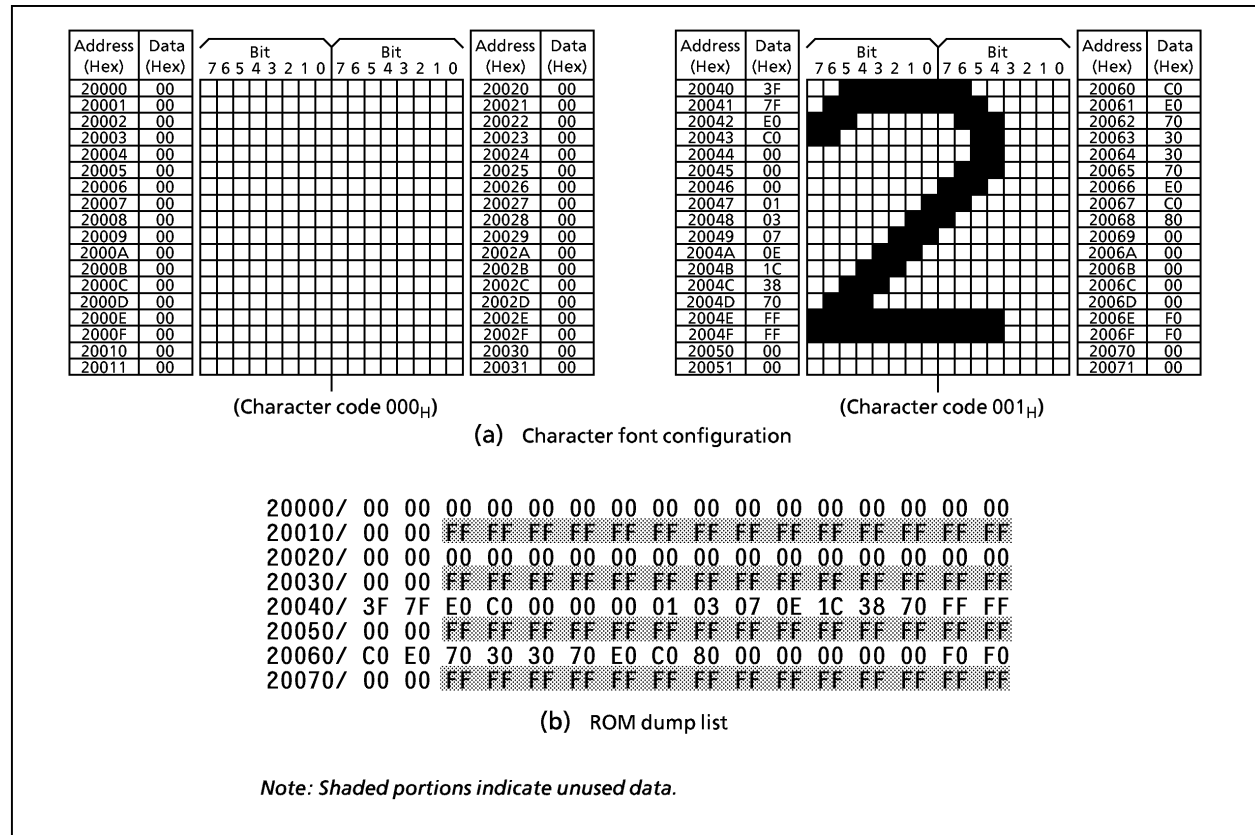 Address Data Bit Bit Address Data Address Data Bit Bit Address Data
(Hex) (Hex) 7 6 5 4 3 2 1 0 7 6 5 4 3 2 1 0 (Hex) (Hex) (Hex) (Hex) 7 6 5 4 3 2 1 0 7 6 5 4 3 2 1 0 (Hex) (Hex)
20000 00 20020 00 20040 3F 20060 C0
20001 00 20021 00 20041 7F 20061 E0
20002 00 20022 00 20042 E0 20062 70
20003 00 20023 00 20043 C0 20063 30
20004 00 20024 00 20044 00 20064 30
20005 00 20025 00 20045 00 20065 70
20006 00 20026 00 20046 00 20066 E0
20007 00 20027 00 20047 01 20067 C0
20008 00 20028 00 20048 03 20068 80
20009 00 20029 00 20049 07 20069 00
2000A 00 2002A 00 2004A 0E 2006A 00
2000B 00 2002B 00 2004B 1C 2006B 00
2000C 00 2002C 00 2004C 38 2006C 00
2000D 00 2002D 00 2004D 70 2006D 00
2000E 00 2002E 00 2004E FF 2006E F0
2000F 00 2002F 00 2004F FF 2006F F0
20010 00 20030 00 20050 00 20070 00
20011 00 20031 00 20051 00 20071 00
(Character code 000H) (Character code 001H)
(a) Character font configuration
20000/ 00 00 00 00 00 00 00 00 00 00 00 00 00 00 00 00
20010/ 00 00 FF FF FF FF FF FF FF FF FF FF FF FF FF FF
20020/ 00 00 00 00 00 00 00 00 00 00 00 00 00 00 00 00
20030/ 00 00 FF FF FF FF FF FF FF FF FF FF FF FF FF FF
20040/ 3F 7F E0 C0 00 00 00 01 03 07 0E 1C 38 70 FF FF
20050/ 00 00 FF FF FF FF FF FF FF FF FF FF FF FF FF FF
20060/ C0 E0 70 30 30 70 E0 C0 80 00 00 00 00 00 F0 F0
20070/ 00 00 FF FF FF FF FF FF FF FF FF FF FF FF FF FF
(b) ROM dump list
Note: Shaded portions indicate unused data.